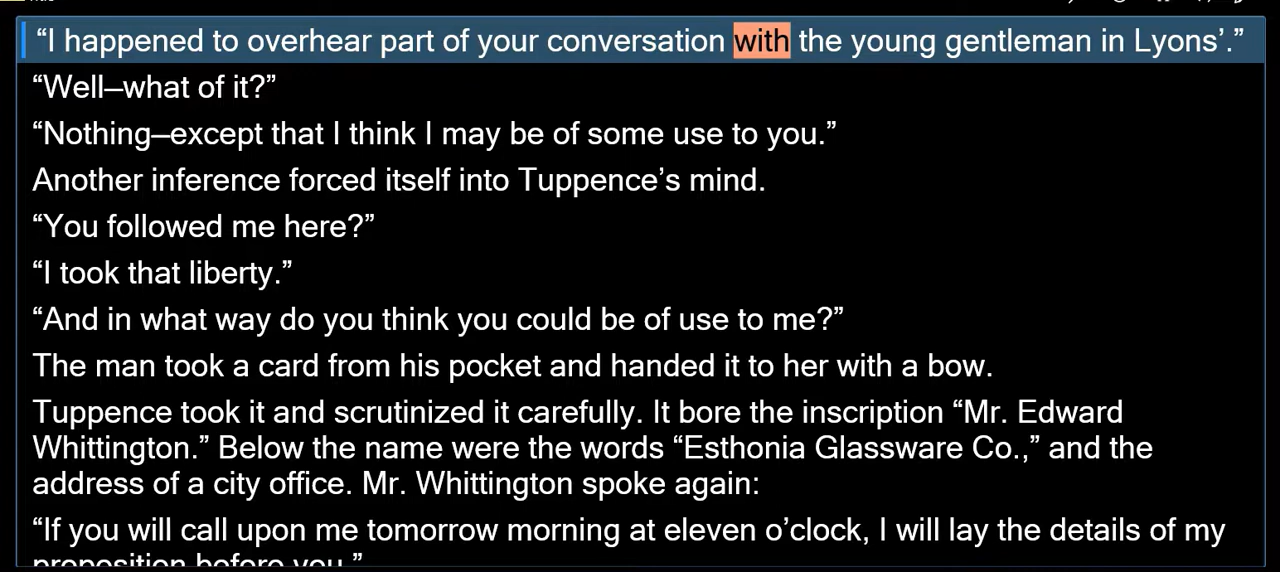 “I happened to overhear part of your conversation with the young gentleman in Lyons’.”
“Well—what of it?”
“Nothing—except that I think I may be of some use to you.”
Another inference forced itself into Tuppence’s mind.
“You followed me here?”
“I took that liberty.”
“And in what way do you think you could be of use to me?”
The man took a card from his pocket and handed it to her with a bow.
Tuppence took it and scrutinized it carefully. It bore the inscription “Mr. Edward
Whittington.” Below the name were the words “Esthonia Glassware Co.,” and the
address of a city office. Mr. Whittington spoke again:
“If you will call upon me tomorrow morning at eleven o’clock, I will lay the details of my
proposition before you.”